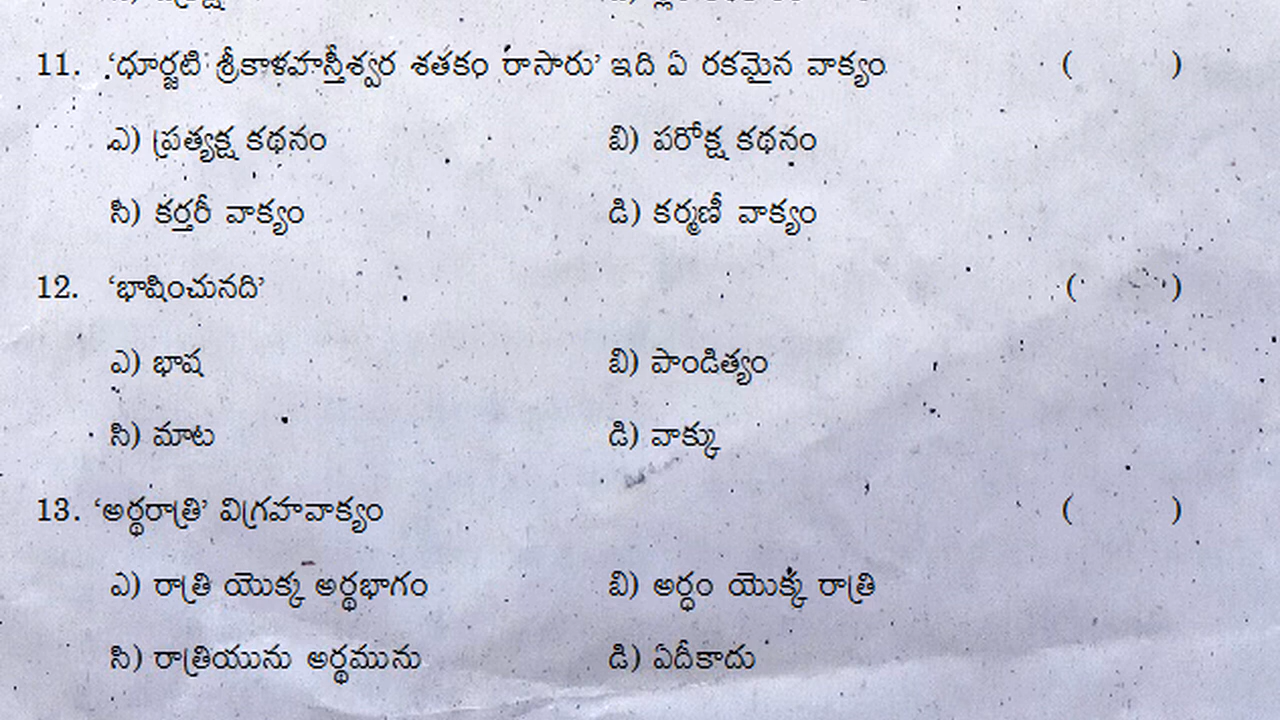 11. 'ధూర్జటి శ్రీకాళహస్తీశ్వర శతకం రాసారు' ఇది ఏ రకమైన వాక్యం ( )
ఎ) ప్రత్యక్ష కథనం బి) పరోక్ష కథనం
సి) కర్తరీ వాక్యం డి) కర్మణీ వాక్యం
12. 'భాషించునది' ( )
ఎ) భాష బి) పాండిత్యం
సి) మాట డి) వాక్కు
13. 'అర్థరాత్రి' విగ్రహవాక్యం ( )
ఎ) రాత్రి యొక్క అర్థభాగం బి) అర్ధం యొక్క రాత్రి
సి) రాత్రియును అర్థమును డి) ఏదీకాదు